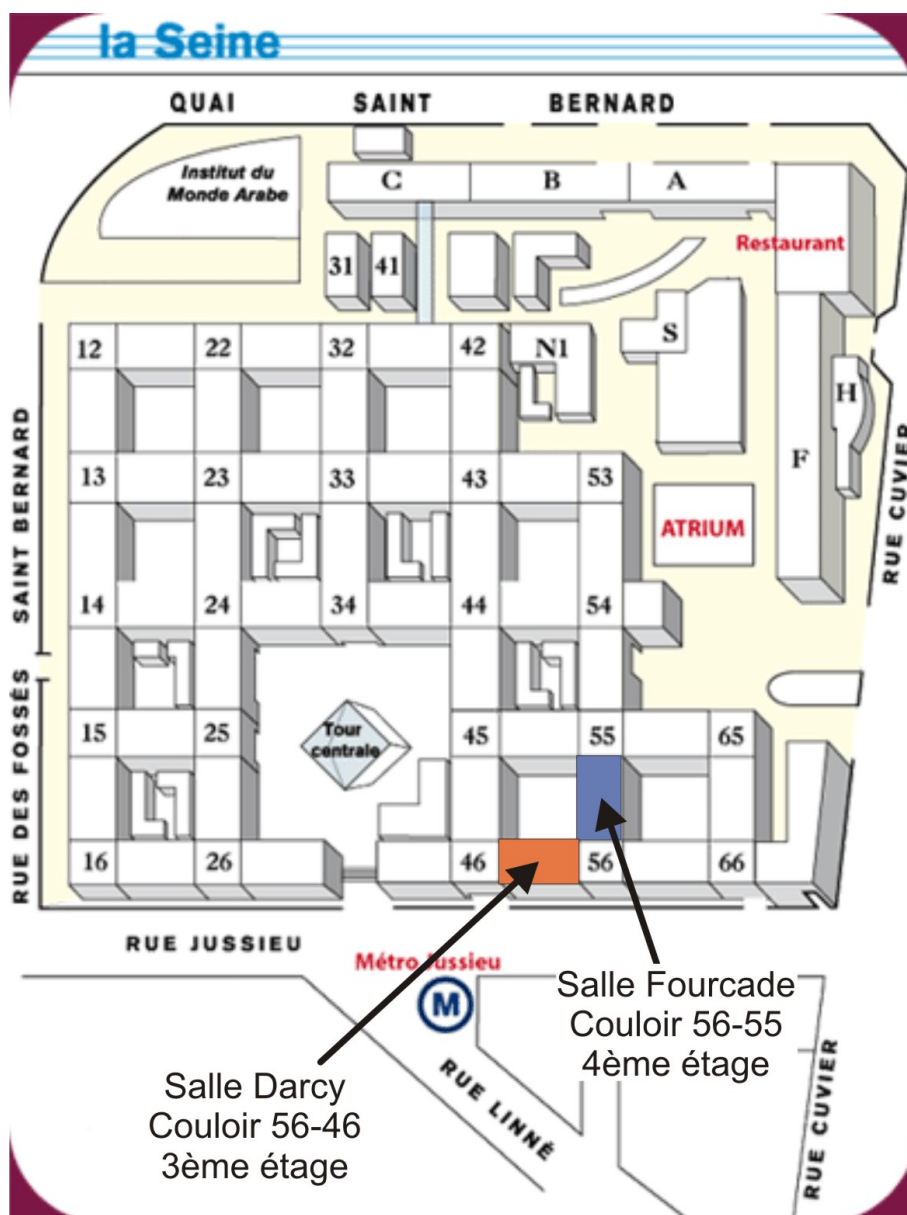 la Seine
QUAI SAINT BERNARD
Institut du
Monde Arabe
C B A
Restaurant
31 41
12 22 32 42 N1 S
H
F
RUE CUVIER
SAINT BERNARD
13 23 33 43 53
ATRIUM
14 24 34 44 54
RUE DES FOSSÉS
15 25
Tour
centrale
45 55 65
16 26 46 56 66
RUE JUSSIEU
Métro Jussieu
M
Salle Fourcade
Couloir 56-55
4ème étage
Salle Darcy
Couloir 56-46
3ème étage
RUE LINNÉ
RUE CUVIER